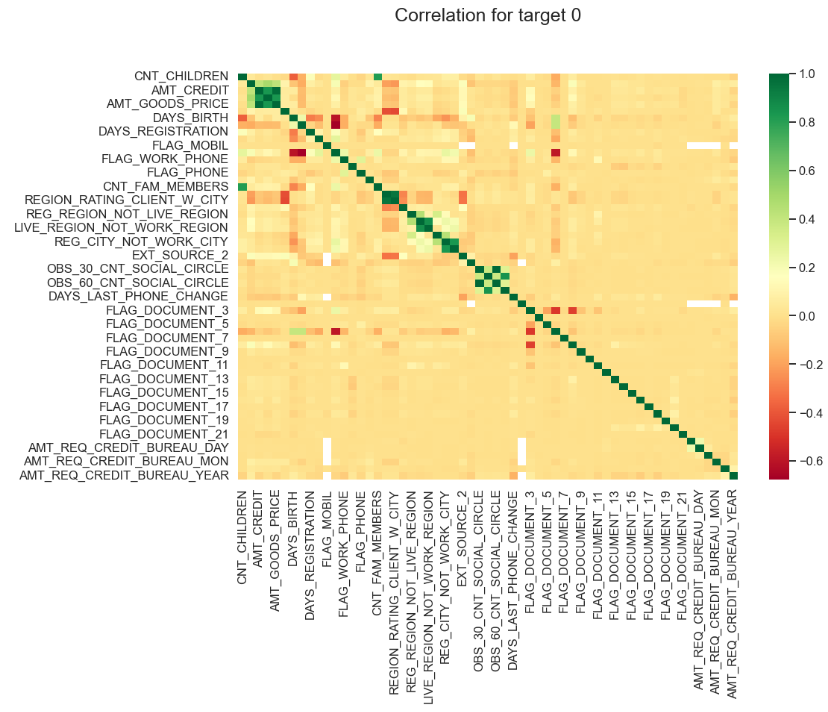 Correlation for target 0
CNT_CHILDREN
AMT_CREDIT
AMT_GOODS_PRICE
DAYS_BIRTH
DAYS_REGISTRATION
FLAG_MOBIL
FLAG_WORK_PHONE
FLAG_PHONE
CNT_FAM_MEMBERS
REGION_RATING_CLIENT_W_CITY
REG_REGION_NOT_LIVE_REGION
LIVE_REGION_NOT_WORK_REGION
REG_CITY_NOT_WORK_CITY
EXT_SOURCE_2
OBS_30_CNT_SOCIAL_CIRCLE
OBS_60_CNT_SOCIAL_CIRCLE
DAYS_LAST_PHONE_CHANGE
FLAG_DOCUMENT_3
FLAG_DOCUMENT_5
FLAG_DOCUMENT_7
FLAG_DOCUMENT_9
FLAG_DOCUMENT_11
FLAG_DOCUMENT_13
FLAG_DOCUMENT_15
FLAG_DOCUMENT_17
FLAG_DOCUMENT_19
FLAG_DOCUMENT_21
AMT_REQ_CREDIT_BUREAU_DAY
AMT_REQ_CREDIT_BUREAU_MON
AMT_REQ_CREDIT_BUREAU_YEAR
CNT_CHILDREN
AMT_CREDIT
AMT_GOODS_PRICE
DAYS_BIRTH
DAYS_REGISTRATION
FLAG_MOBIL
FLAG_WORK_PHONE
FLAG_PHONE
CNT_FAM_MEMBERS
REGION_RATING_CLIENT_W_CITY
REG_REGION_NOT_LIVE_REGION
LIVE_REGION_NOT_WORK_REGION
REG_CITY_NOT_WORK_CITY
EXT_SOURCE_2
OBS_30_CNT_SOCIAL_CIRCLE
OBS_60_CNT_SOCIAL_CIRCLE
DAYS_LAST_PHONE_CHANGE
FLAG_DOCUMENT_3
FLAG_DOCUMENT_5
FLAG_DOCUMENT_7
FLAG_DOCUMENT_9
FLAG_DOCUMENT_11
FLAG_DOCUMENT_13
FLAG_DOCUMENT_15
FLAG_DOCUMENT_17
FLAG_DOCUMENT_19
FLAG_DOCUMENT_21
AMT_REQ_CREDIT_BUREAU_DAY
AMT_REQ_CREDIT_BUREAU_MON
AMT_REQ_CREDIT_BUREAU_YEAR
1.0
0.8
0.6
0.4
0.2
0.0
−0.2
−0.4
−0.6